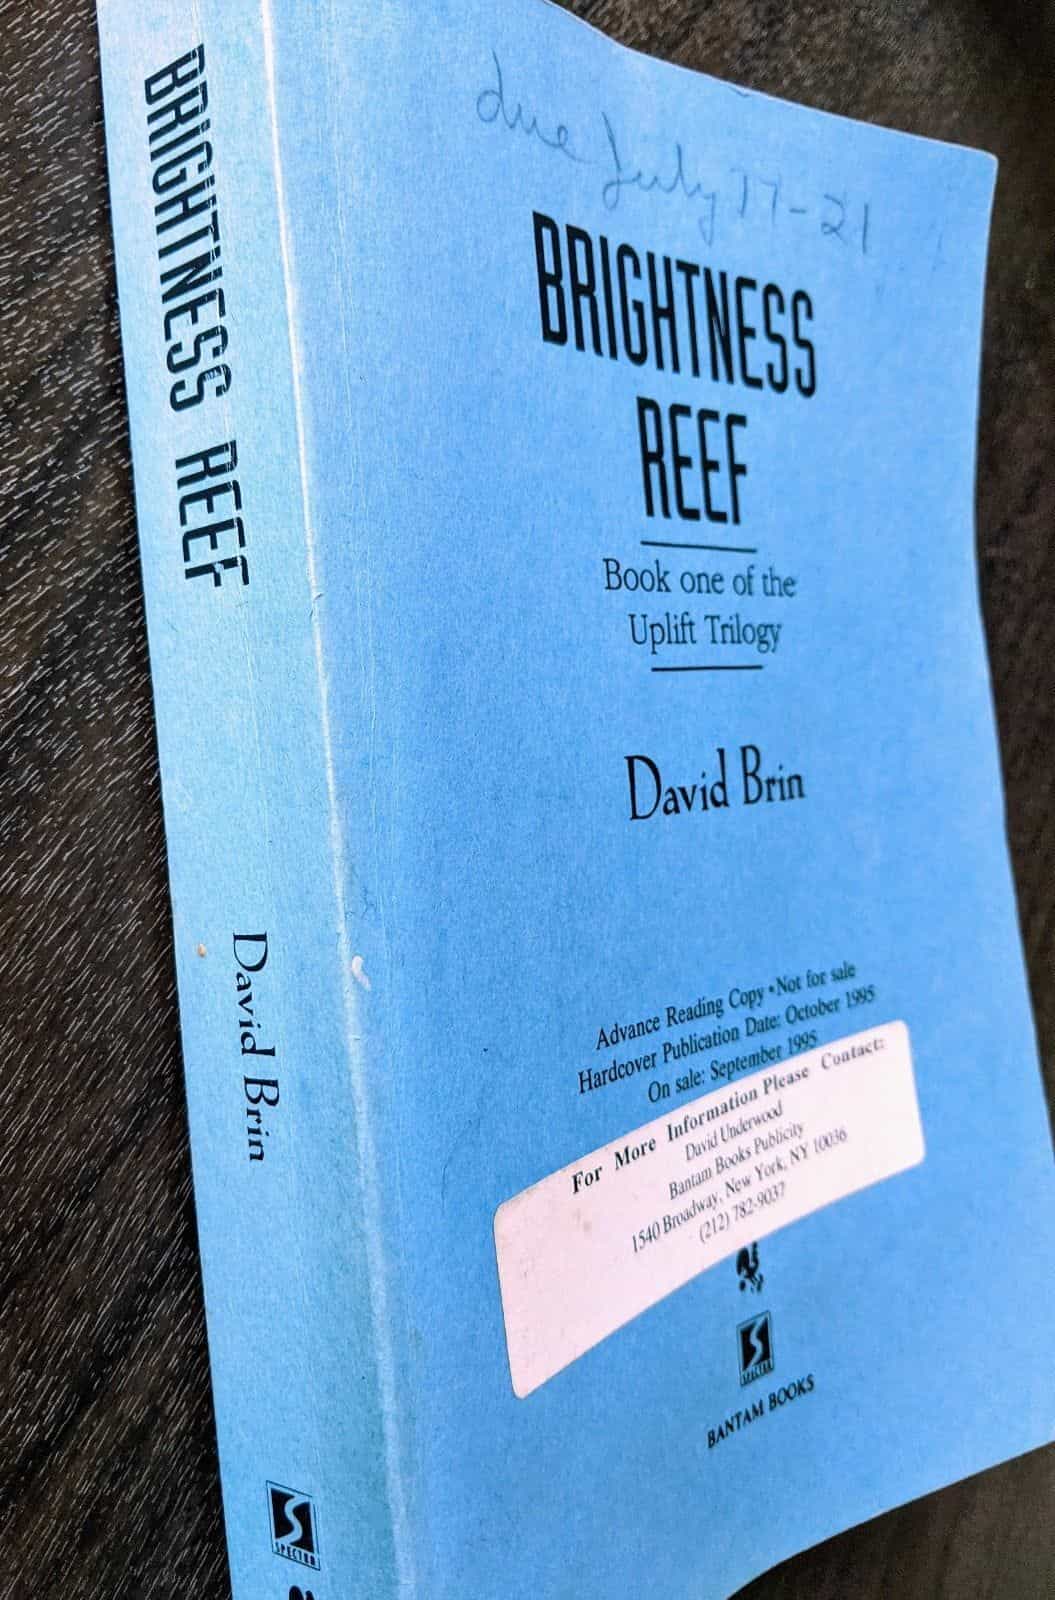 BRIGHTNESS REEF
David Brin
SPECTRA
due July 17-21
BRIGHTNESS
REEF
Book one of the
Uplift Trilogy
David Brin
Advance Reading Copy • Not for sale
Hardcover Publication Date: October 1995
On sale: September 1995
For More Information Please Contact:
David Underwood
Bantam Books Publicity
1540 Broadway, New York, NY 10036
(212) 782-9037
SPECTRA
BANTAM BOOKS